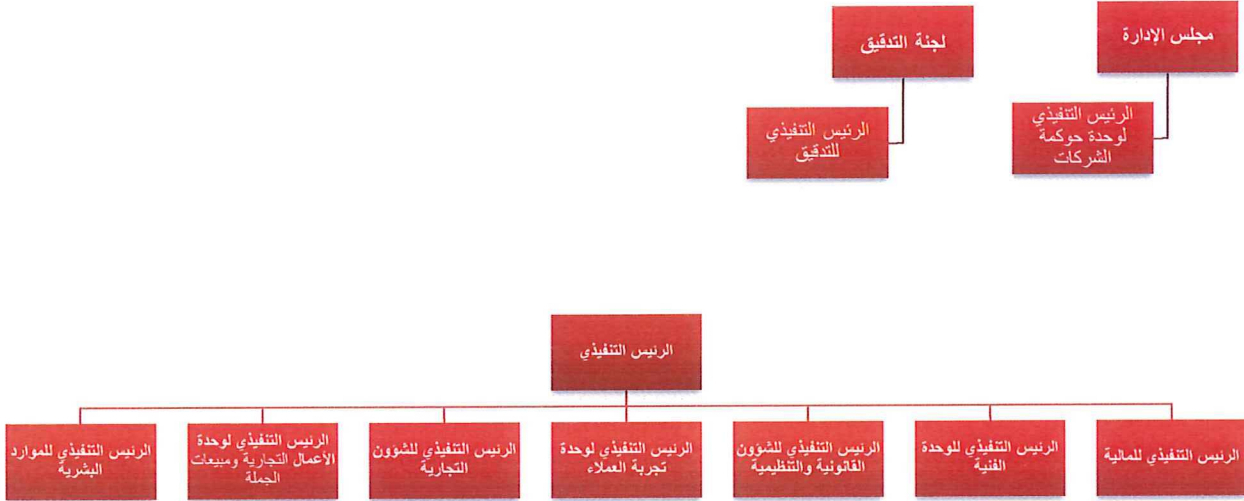 مجلس الإدارة
لجنة التدقيق
الرئيس التنفيذي
لوحدة حوكمة
الشركات
الرئيس التنفيذي
للتدقيق
الرئيس التنفيذي
الرئيس التنفيذي للمالية
الرئيس التنفيذي للوحدة
الفنية
الرئيس التنفيذي للشؤون
القانونية والتنظيمية
الرئيس التنفيذي لوحدة
تجربة العملاء
الرئيس التنفيذي للشؤون
التجارية
الرئيس التنفيذي لوحدة
الأعمال التجارية ومبيعات
الجملة
الرئيس التنفيذي للموارد
البشرية